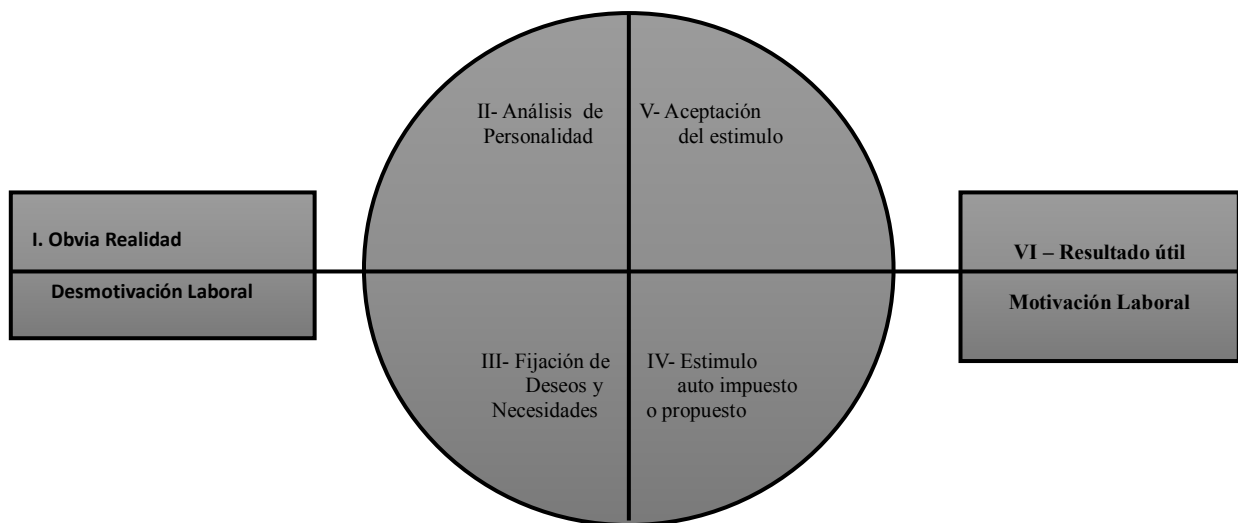 I. Obvia Realidad
Desmotivación Laboral
II- Análisis de
Personalidad
III- Fijación de
Deseos y
Necesidades
IV- Estimulo
auto impuesto
o propuesto
V- Aceptación
del estimulo
VI – Resultado útil
Motivación Laboral